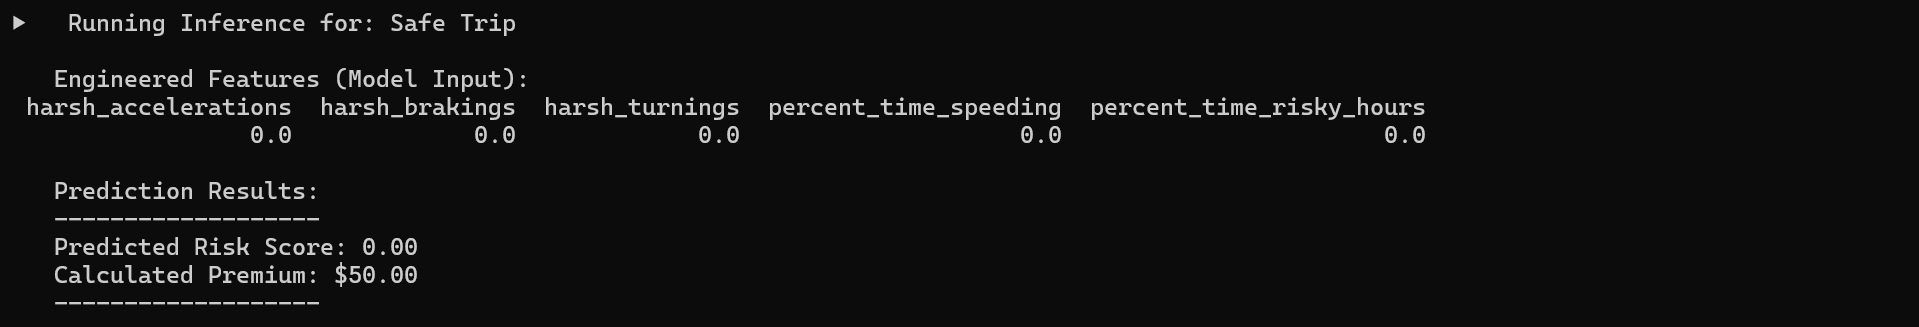 ▶ Running Inference for: Safe Trip
Engineered Features (Model Input):
harsh_accelerations harsh_brakings harsh_turnings percent_time_speeding percent_time_risky_hours
0.0 0.0 0.0 0.0 0.0
Prediction Results:
-------------------
Predicted Risk Score: 0.00
Calculated Premium: $50.00
-------------------